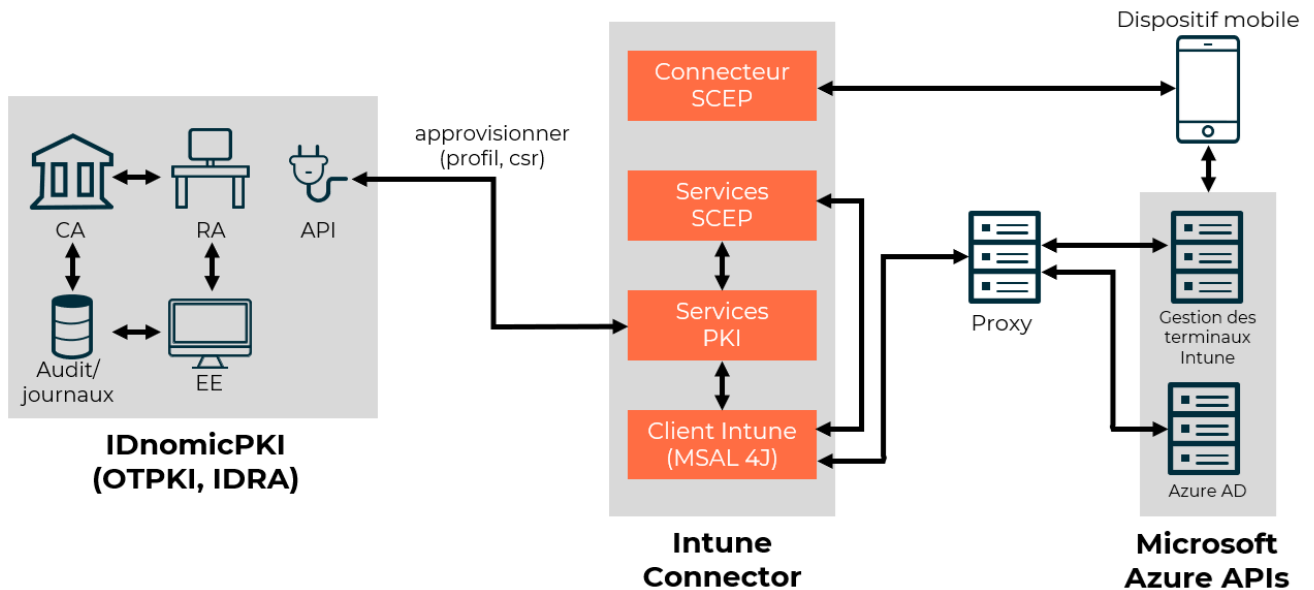 Dispositif mobile
Connecteur
SCEP
approvisionner
(profil, csr)
Services
SCEP
CA
RA
API
Services
PKI
Proxy
Gestion des
terminaux
Intune
Audit/
journaux
EE
Client Intune
(MSAL 4J)
Azure AD
IDnomicPKI
(OTPKI, IDRA)
Intune
Connector
Microsoft
Azure APIs